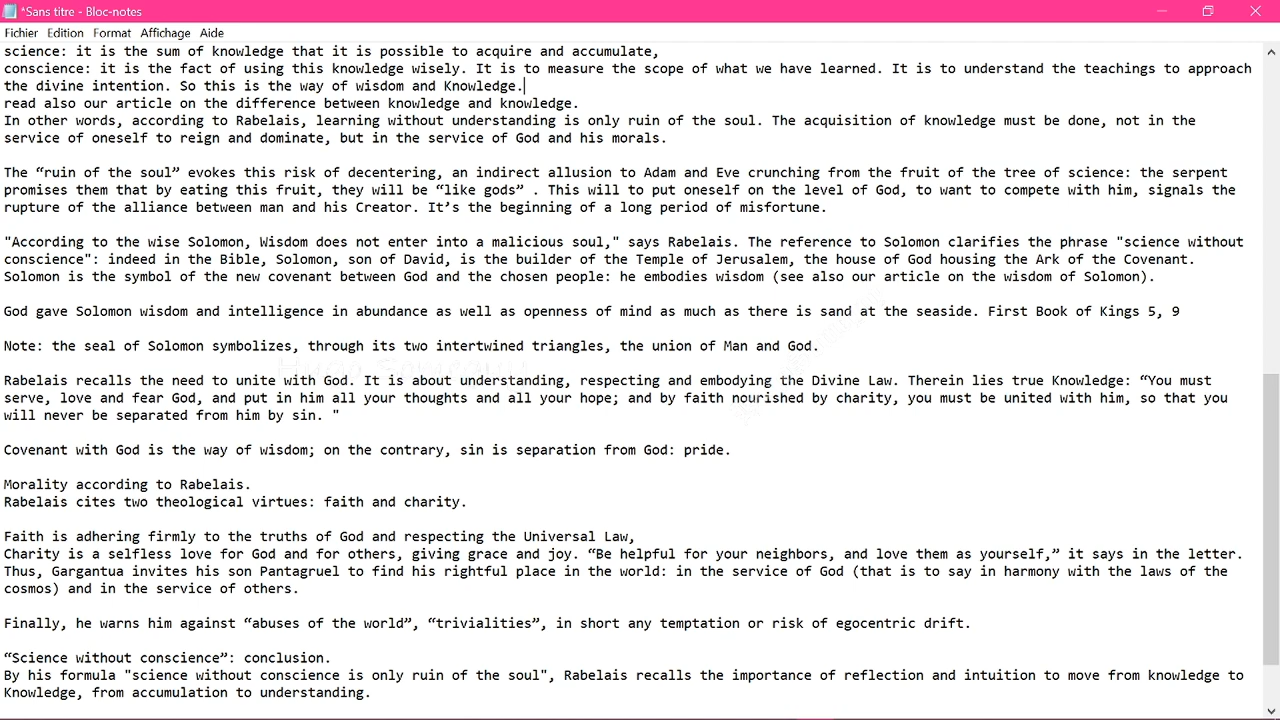 *Sans titre - Bloc-notes
Fichier Edition Format Affichage Aide
science: it is the sum of knowledge that it is possible to acquire and accumulate,
conscience: it is the fact of using this knowledge wisely. It is to measure the scope of what we have learned. It is to understand the teachings to approach
the divine intention. So this is the way of wisdom and Knowledge.
read also our article on the difference between knowledge and knowledge.
In other words, according to Rabelais, learning without understanding is only ruin of the soul. The acquisition of knowledge must be done, not in the
service of oneself to reign and dominate, but in the service of God and his morals.
The “ruin of the soul” evokes this risk of decentering, an indirect allusion to Adam and Eve crunching from the fruit of the tree of science: the serpent
promises them that by eating this fruit, they will be “like gods” . This will to put oneself on the level of God, to want to compete with him, signals the
rupture of the alliance between man and his Creator. It’s the beginning of a long period of misfortune.
"According to the wise Solomon, Wisdom does not enter into a malicious soul," says Rabelais. The reference to Solomon clarifies the phrase "science without
conscience": indeed in the Bible, Solomon, son of David, is the builder of the Temple of Jerusalem, the house of God housing the Ark of the Covenant.
Solomon is the symbol of the new covenant between God and the chosen people: he embodies wisdom (see also our article on the wisdom of Solomon).
God gave Solomon wisdom and intelligence in abundance as well as openness of mind as much as there is sand at the seaside. First Book of Kings 5, 9
Note: the seal of Solomon symbolizes, through its two intertwined triangles, the union of Man and God.
Rabelais recalls the need to unite with God. It is about understanding, respecting and embodying the Divine Law. Therein lies true Knowledge: “You must
serve, love and fear God, and put in him all your thoughts and all your hope; and by faith nourished by charity, you must be united with him, so that you
will never be separated from him by sin. "
Covenant with God is the way of wisdom; on the contrary, sin is separation from God: pride.
Morality according to Rabelais.
Rabelais cites two theological virtues: faith and charity.
Faith is adhering firmly to the truths of God and respecting the Universal Law,
Charity is a selfless love for God and for others, giving grace and joy. “Be helpful for your neighbors, and love them as yourself,” it says in the letter.
Thus, Gargantua invites his son Pantagruel to find his rightful place in the world: in the service of God (that is to say in harmony with the laws of the
cosmos) and in the service of others.
Finally, he warns him against “abuses of the world”, “trivialities”, in short any temptation or risk of egocentric drift.
“Science without conscience”: conclusion.
By his formula "science without conscience is only ruin of the soul", Rabelais recalls the importance of reflection and intuition to move from knowledge to
Knowledge, from accumulation to understanding.